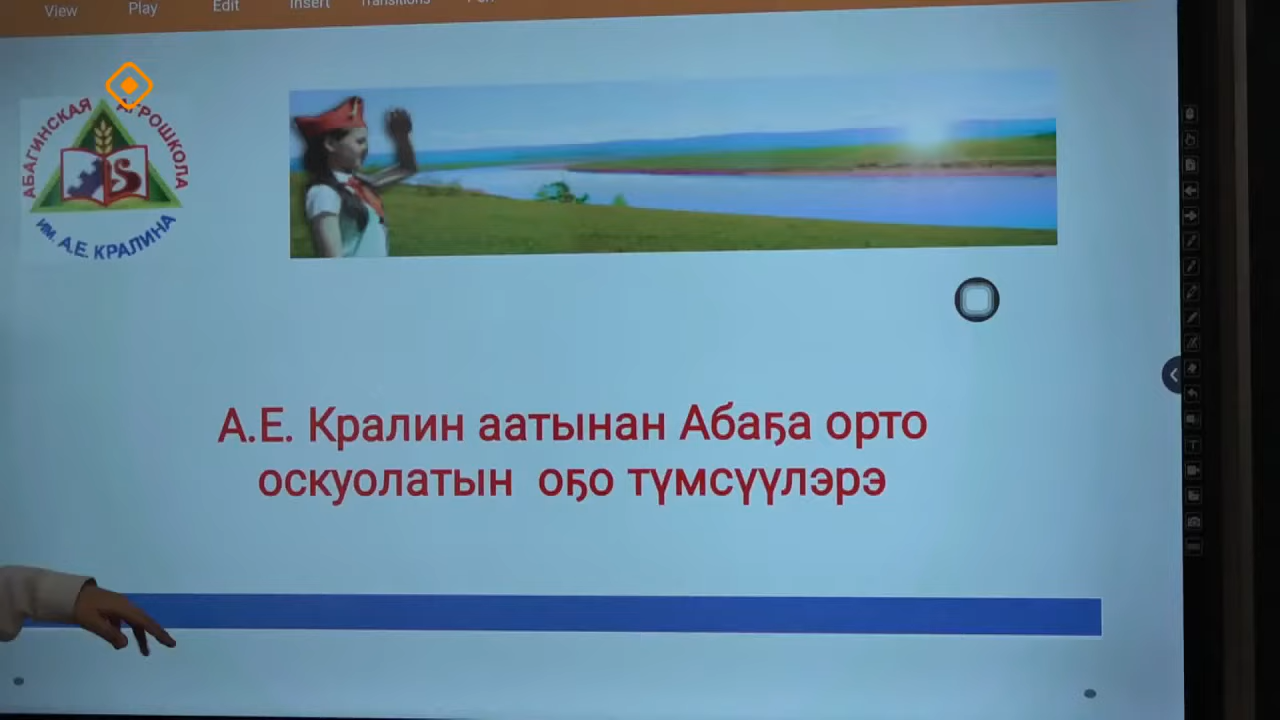 View Play Edit Insert Transitions
АБАГИНСКАЯ АГРОШКОЛА
ИМ. А.Е. КРАЛИНА
А.Е. Кралин аатынан Абаҕа орто
оскуолатын оҕо түмсүүлэрэ